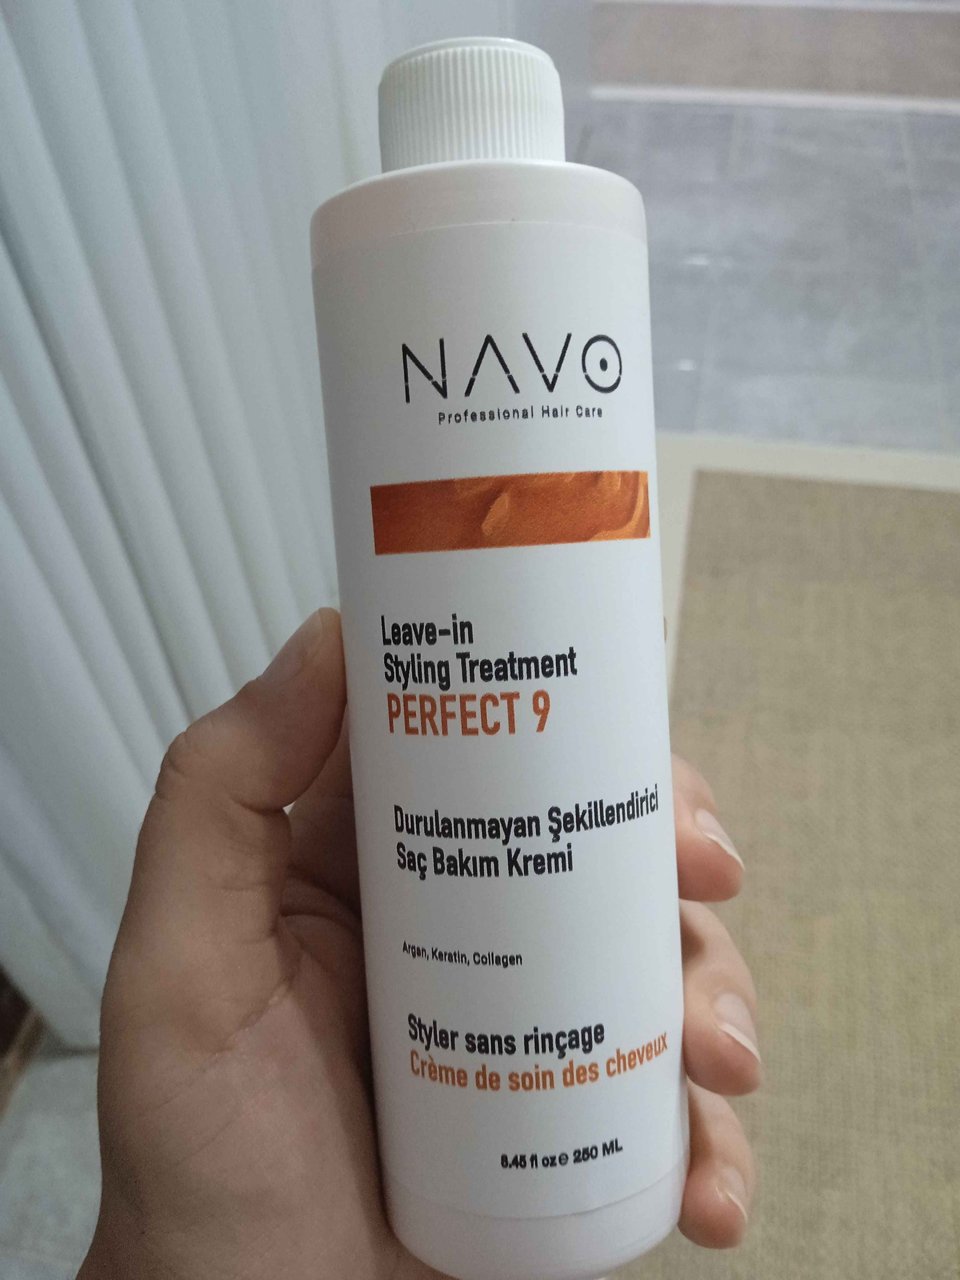 NAVO
Professional Hair Care
Leave-in
Styling Treatment
PERFECT 9
Durulanmayan Şekillendirici
Saç Bakım Kremi
Argan, Keratin, Collagen
Styler sans rinçage
Crème de soin des cheveux
8.45 fl oz e 250 ML